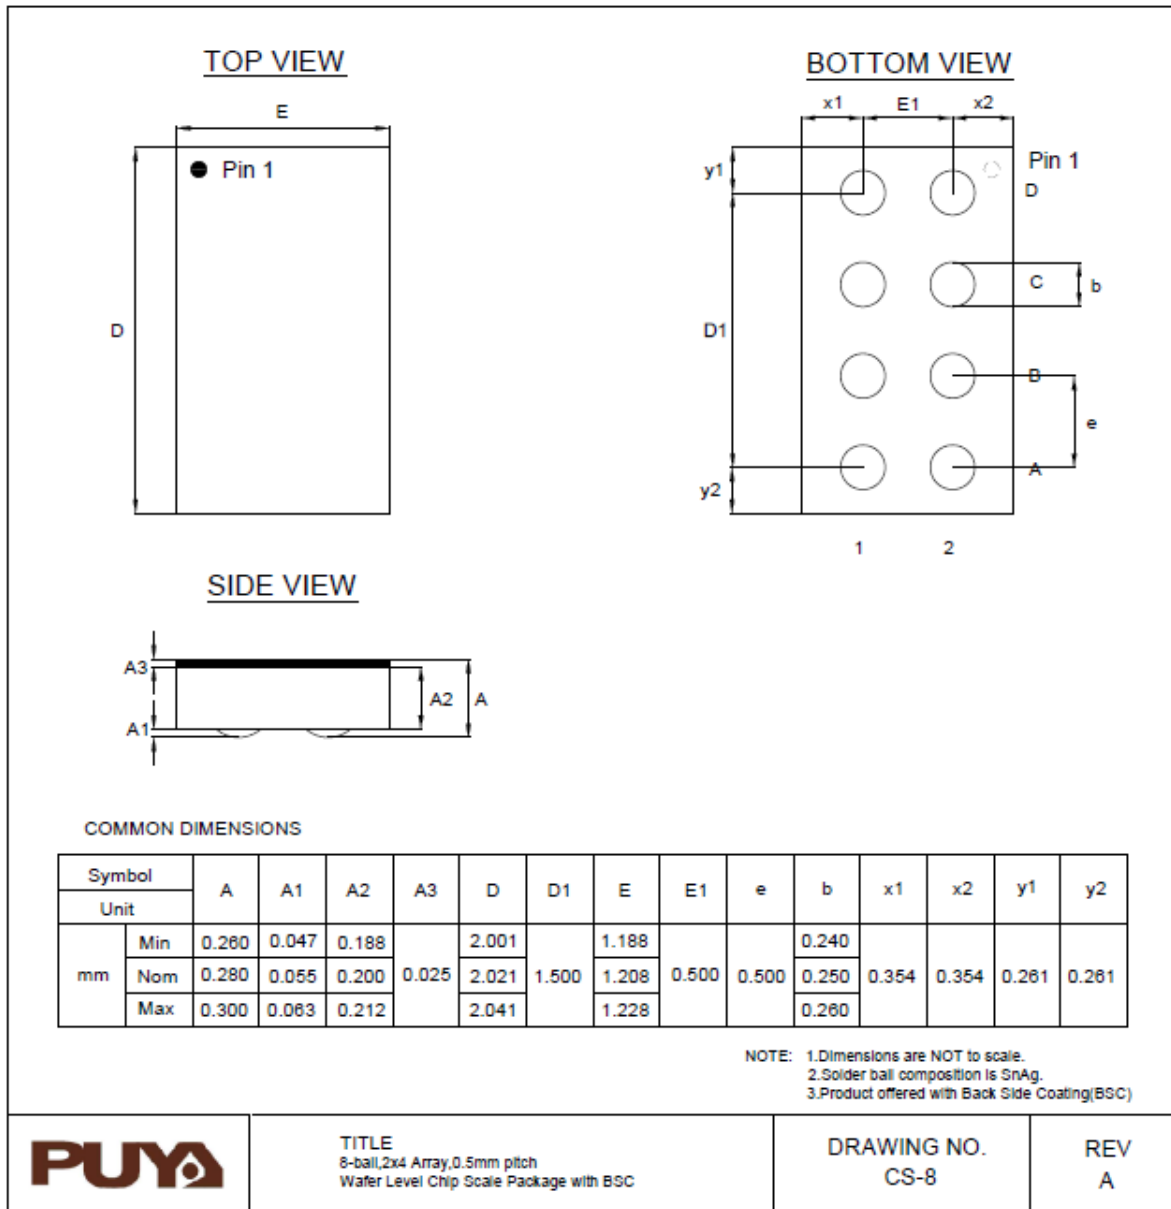 TOP VIEW
E
Pin 1
D
BOTTOM VIEW
x1 E1 x2
y1
Pin 1
D
C
b
D1
B
e
A
y2
1 2
SIDE VIEW
A3
A2 A
A1
COMMON DIMENSIONS
Symbol A A1 A2 A3 D D1 E E1 e b x1 x2 y1 y2
Unit
Min 0.260 0.047 0.188 2.001 1.188 0.240
mm Nom 0.280 0.055 0.200 0.025 2.021 1.500 1.208 0.500 0.500 0.250 0.354 0.354 0.261 0.261
Max 0.300 0.063 0.212 2.041 1.228 0.260
NOTE: 1.Dimensions are NOT to scale.
2.Solder ball composition is SnAg.
3.Product offered with Back Side Coating(BSC)
PUYA
TITLE
8-ball,2x4 Array,0.5mm pitch
Wafer Level Chip Scale Package with BSC
DRAWING NO.
CS-8
REV
A